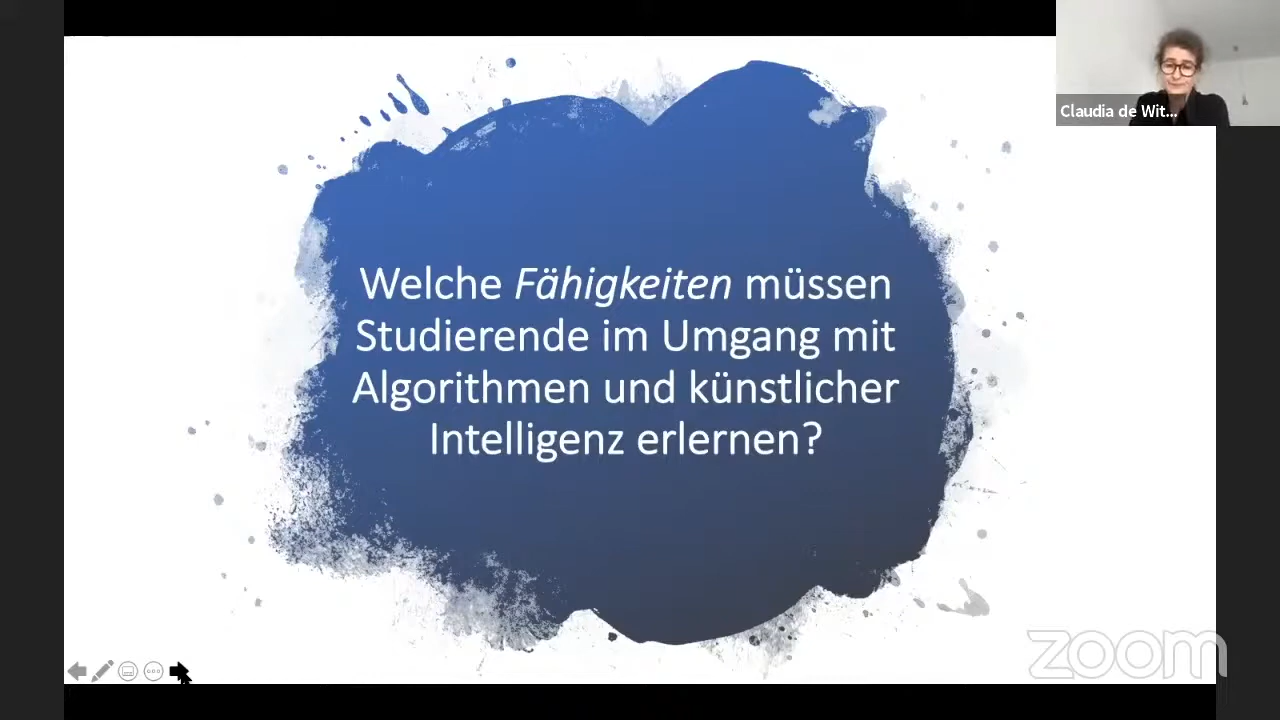 Claudia de Wit...
Welche Fähigkeiten müssen
Studierende im Umgang mit
Algorithmen und künstlicher
Intelligenz erlernen?
zoom